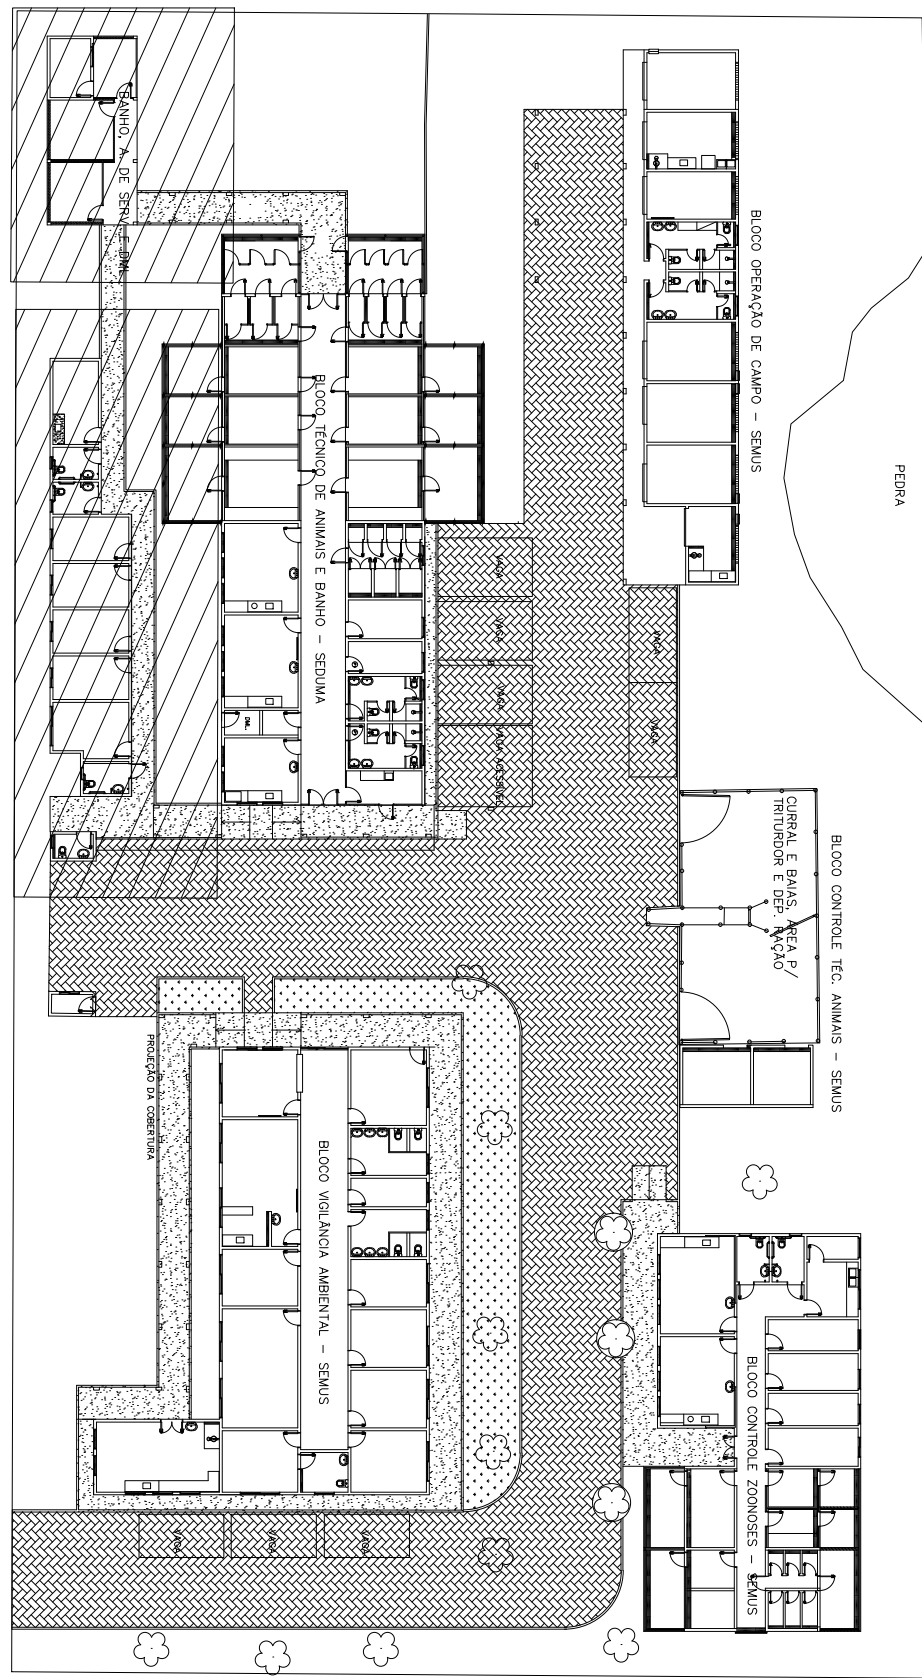 BANHO, A. DE SERV. E DML
BLOCO OPERAÇÃO DE CAMPO - SEMUS
PEDRA
BLOCO TÉCNICO DE ANIMAIS E BANHO - SEDUMA
DML
VAGA
VAGA
VAGA
VAGA ACESSÍVEL
VAGA
VAGA
CURRAL E BAIAS, AREA P/
TRITURDOR E DEP. RAÇÃO
BLOCO CONTROLE TÉC. ANIMAIS - SEMUS
PROJEÇÃO DA COBERTURA
BLOCO VIGILÂNCIA AMBIENTAL - SEMUS
BLOCO CONTROLE ZOONOSES - SEMUS
VAGA
VAGA
VAGA